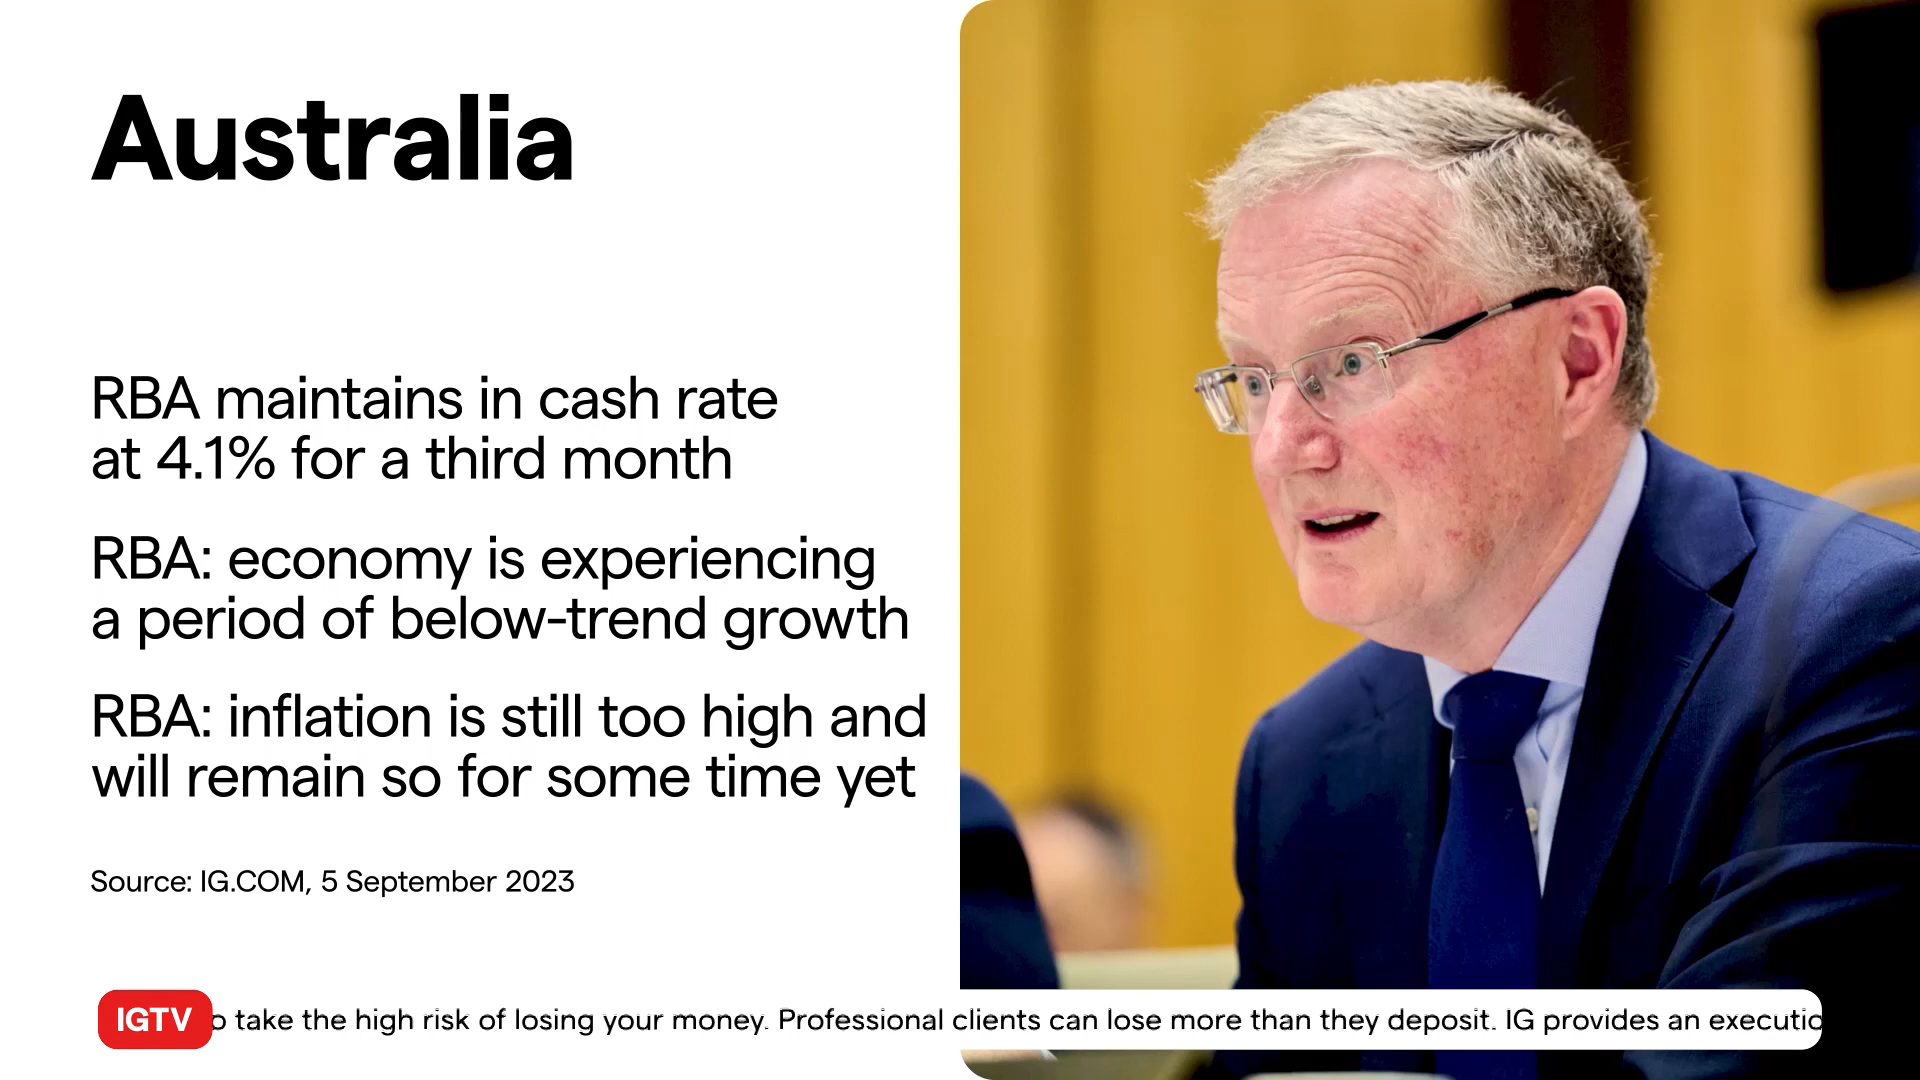 Australia
RBA maintains in cash rate
at 4.1% for a third month
RBA: economy is experiencing
a period of below-trend growth
RBA: inflation is still too high and
will remain so for some time yet
Source: IG.COM, 5 September 2023
IGTV
o take the high risk of losing your money. Professional clients can lose more than they deposit. IG provides an executio